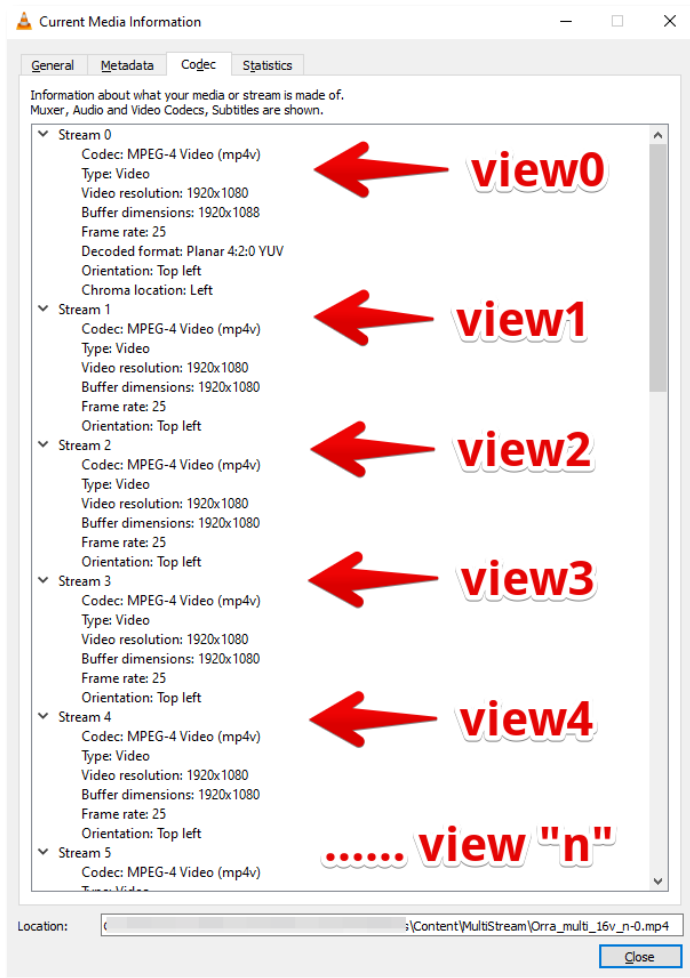 Current Media Information
General Metadata Codec Statistics
Information about what your media or stream is made of.
Muxer, Audio and Video Codecs, Subtitles are shown.
Stream 0
Codec: MPEG-4 Video (mp4v)
view0
Type: Video
Video resolution: 1920x1080
Buffer dimensions: 1920x1088
Frame rate: 25
Decoded format: Planar 4:2:0 YUV
Orientation: Top left
Chroma location: Left
Stream 1
view1
Codec: MPEG-4 Video (mp4v)
Type: Video
Video resolution: 1920x1080
Buffer dimensions: 1920x1080
Frame rate: 25
Orientation: Top left
Stream 2
view2
Codec: MPEG-4 Video (mp4v)
Type: Video
Video resolution: 1920x1080
Buffer dimensions: 1920x1080
Frame rate: 25
Orientation: Top left
Stream 3
view3
Codec: MPEG-4 Video (mp4v)
Type: Video
Video resolution: 1920x1080
Buffer dimensions: 1920x1080
Frame rate: 25
Orientation: Top left
Stream 4
view4
Codec: MPEG-4 Video (mp4v)
Type: Video
Video resolution: 1920x1080
Buffer dimensions: 1920x1080
Frame rate: 25
Orientation: Top left
...... view "n"
Stream 5
Codec: MPEG-4 Video (mp4v)
Type: Video
Location: \Content\MultiStream\Orra_multi_16v_n-0.mp4
Close